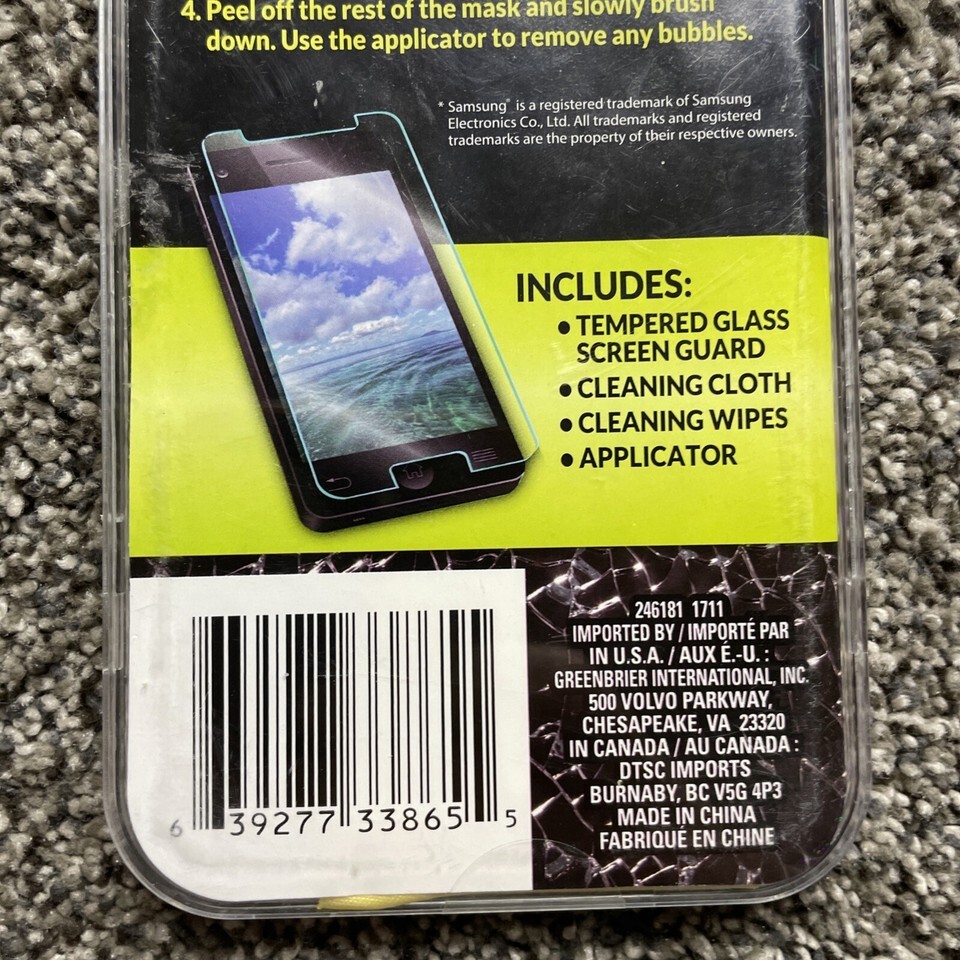 4. Peel off the rest of the mask and slowly brush
down. Use the applicator to remove any bubbles.
* Samsung® is a registered trademark of Samsung
Electronics Co., Ltd. All trademarks and registered
trademarks are the property of their respective owners.
INCLUDES:
• TEMPERED GLASS
SCREEN GUARD
• CLEANING CLOTH
• CLEANING WIPES
• APPLICATOR
246181 1711
IMPORTED BY / IMPORTÉ PAR
IN U.S.A. / AUX É.-U. :
GREENBRIER INTERNATIONAL, INC.
500 VOLVO PARKWAY,
CHESAPEAKE, VA 23320
IN CANADA / AU CANADA :
DTSC IMPORTS
BURNABY, BC V5G 4P3
MADE IN CHINA
FABRIQUÉ EN CHINE
6 39277 33865 5